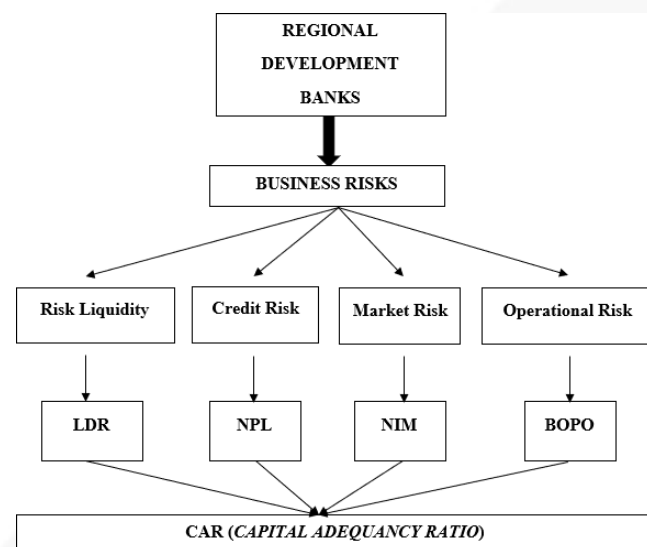 REGIONAL
DEVELOPMENT
BANKS
BUSINESS RISKS
Risk Liquidity
Credit Risk
Market Risk
Operational Risk
LDR
NPL
NIM
BOPO
CAR (CAPITAL ADEQUANCY RATIO)